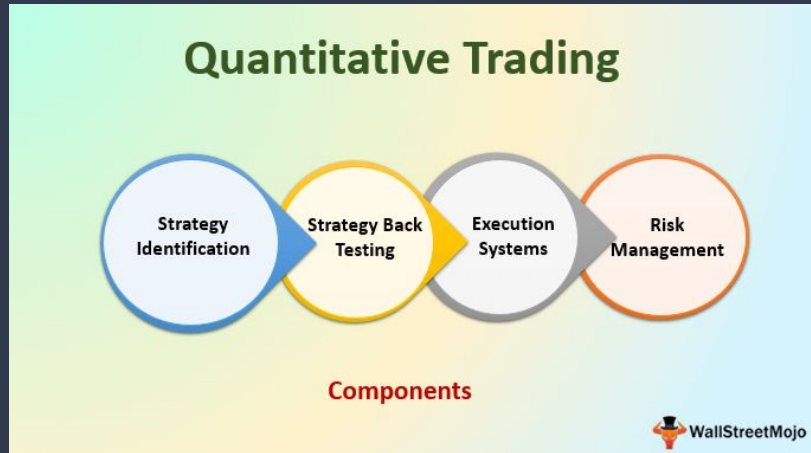 Quantitative Trading
Strategy
Identification
Strategy Back
Testing
Execution
Systems
Risk
Management
Components
WallStreetMojo